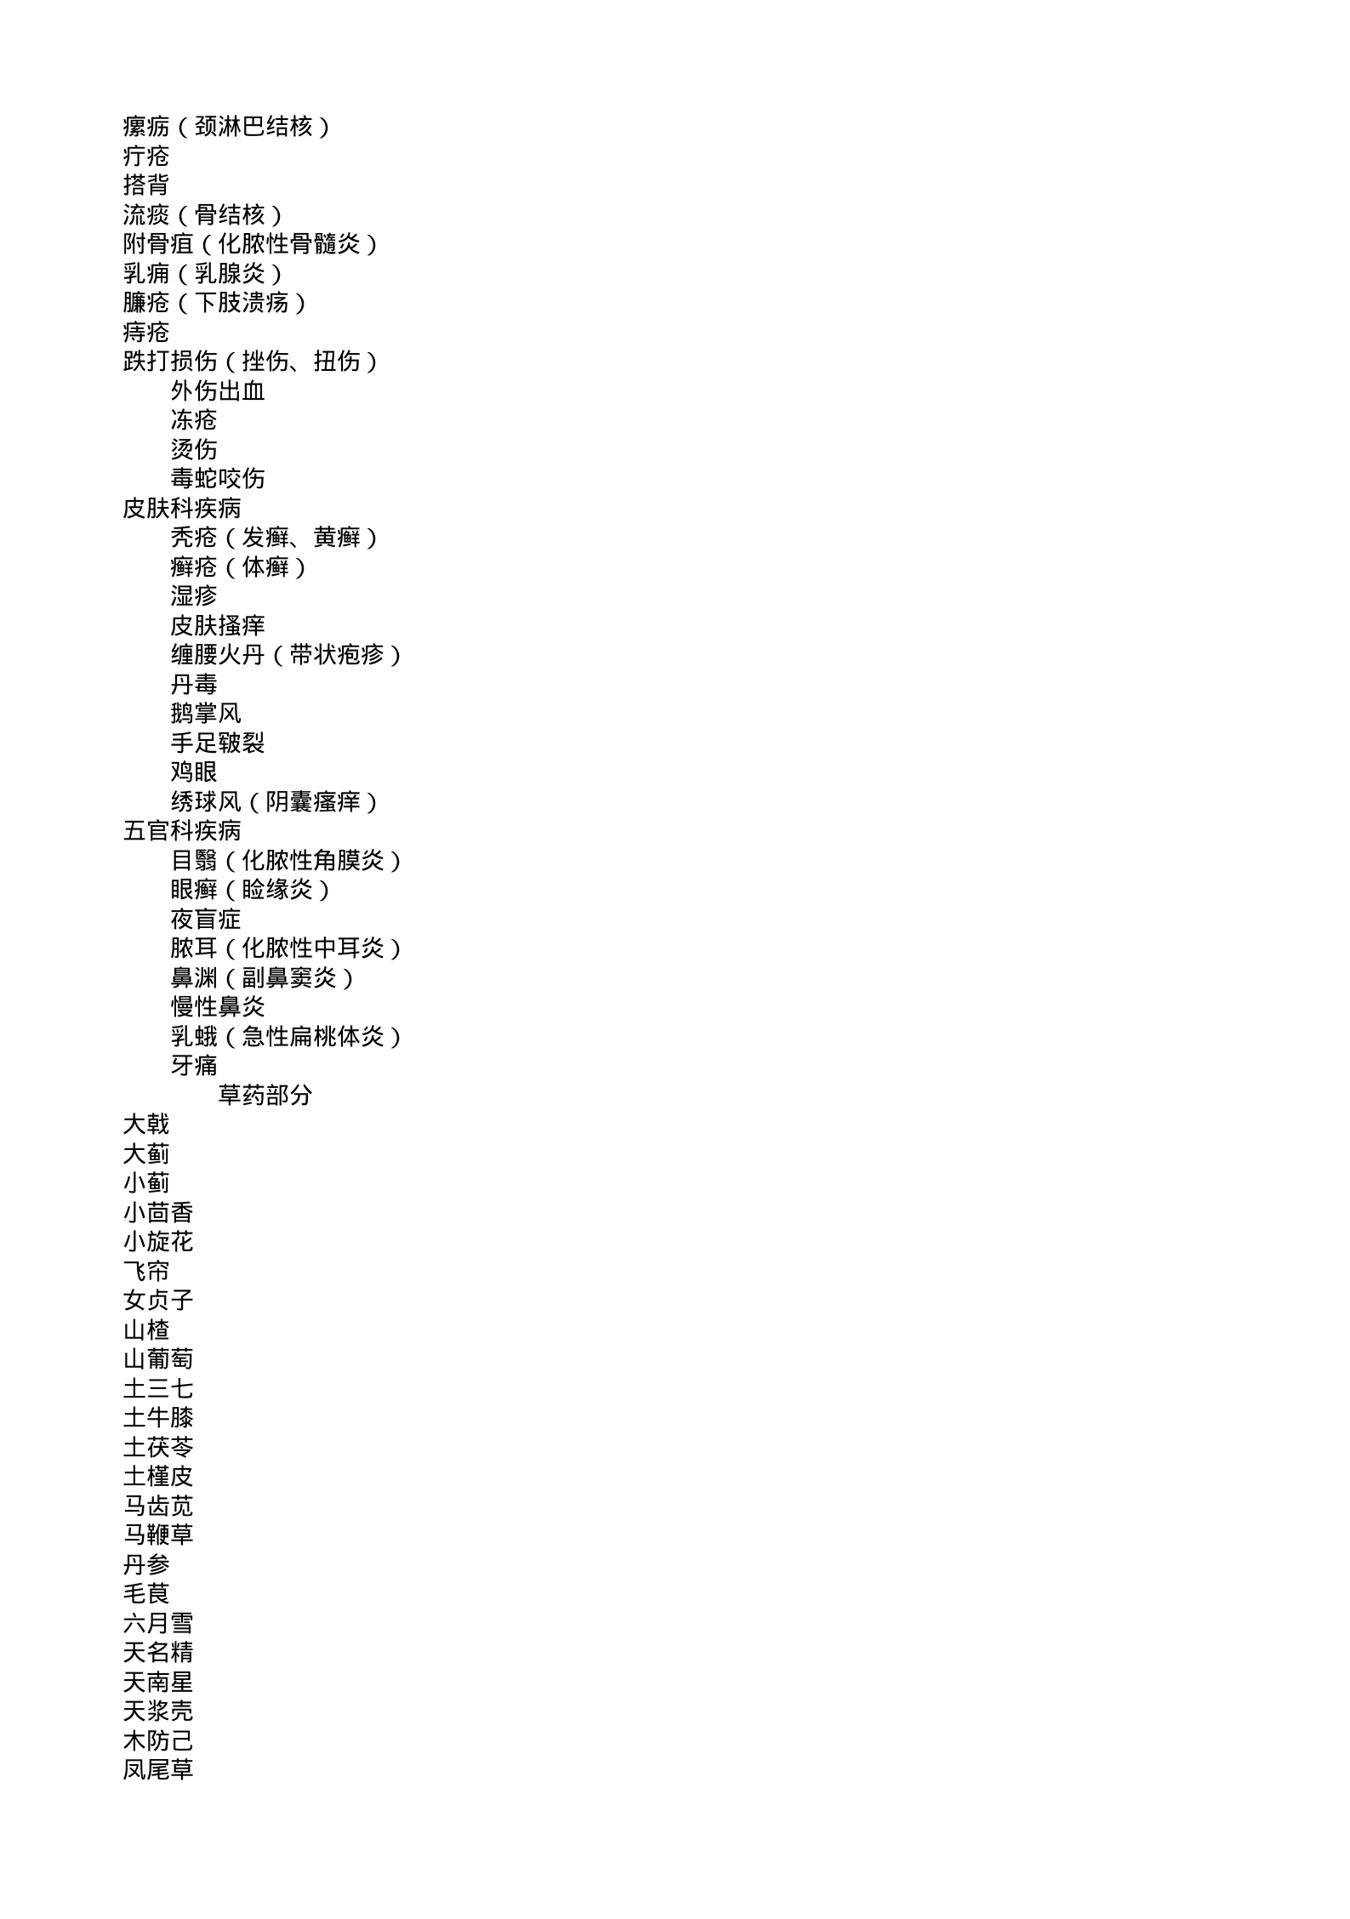 瘰疬（颈淋巴结核）
疔疮
搭背
流痰（骨结核）
附骨疽（化脓性骨髓炎）
乳痈（乳腺炎）
臁疮（下肢溃疡）
痔疮
跌打损伤（挫伤、扭伤）
外伤出血
冻疮
烫伤
毒蛇咬伤
皮肤科疾病
秃疮（发癣、黄癣）
癣疮（体癣）
湿疹
皮肤搔痒
缠腰火丹（带状疱疹）
丹毒
鹅掌风
手足皲裂
鸡眼
绣球风（阴囊瘙痒）
五官科疾病
目翳（化脓性角膜炎）
眼癣（睑缘炎）
夜盲症
脓耳（化脓性中耳炎）
鼻渊（副鼻窦炎）
慢性鼻炎
乳蛾（急性扁桃体炎）
牙痛
草药部分
大戟
大蓟
小蓟
小茴香
小旋花
飞帘
女贞子
山楂
山葡萄
土三七
土牛膝
土茯苓
土槿皮
马齿苋
马鞭草
丹参
毛茛
六月雪
天名精
天南星
天浆壳
木防己
凤尾草